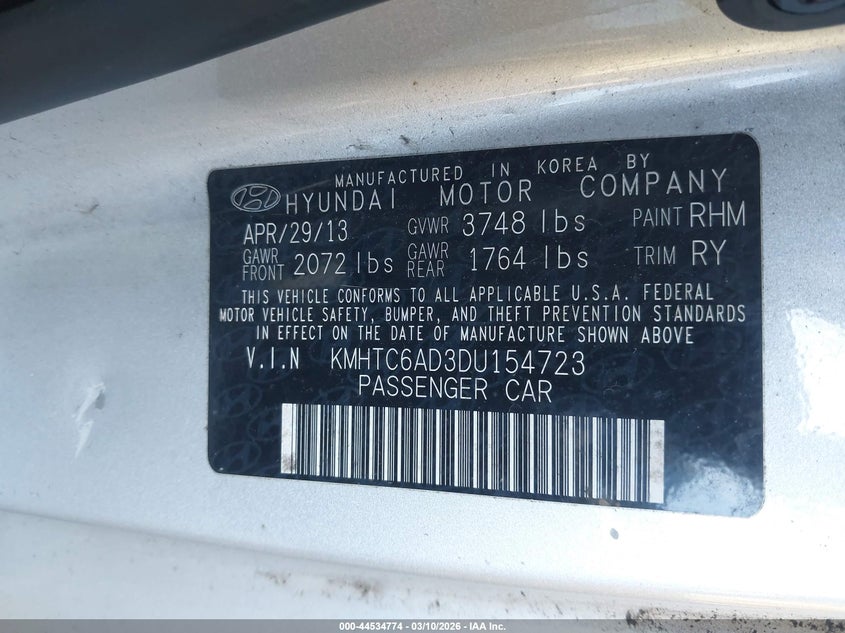 MANUFACTURED IN KOREA BY
HYUNDAI MOTOR COMPANY
APR/29/13 GVWR 3748 lbs PAINT RHM
GAWR FRONT 2072 lbs GAWR REAR 1764 lbs TRIM RY
THIS VEHICLE CONFORMS TO ALL APPLICABLE U.S.A. FEDERAL
MOTOR VEHICLE SAFETY, BUMPER, AND THEFT PREVENTION STANDARDS
IN EFFECT ON THE DATE OF MANUFACTURE SHOWN ABOVE
V.I.N KMHTC6AD3DU154723
PASSENGER CAR
000-44534774 - 03/10/2026 - IAA Inc.